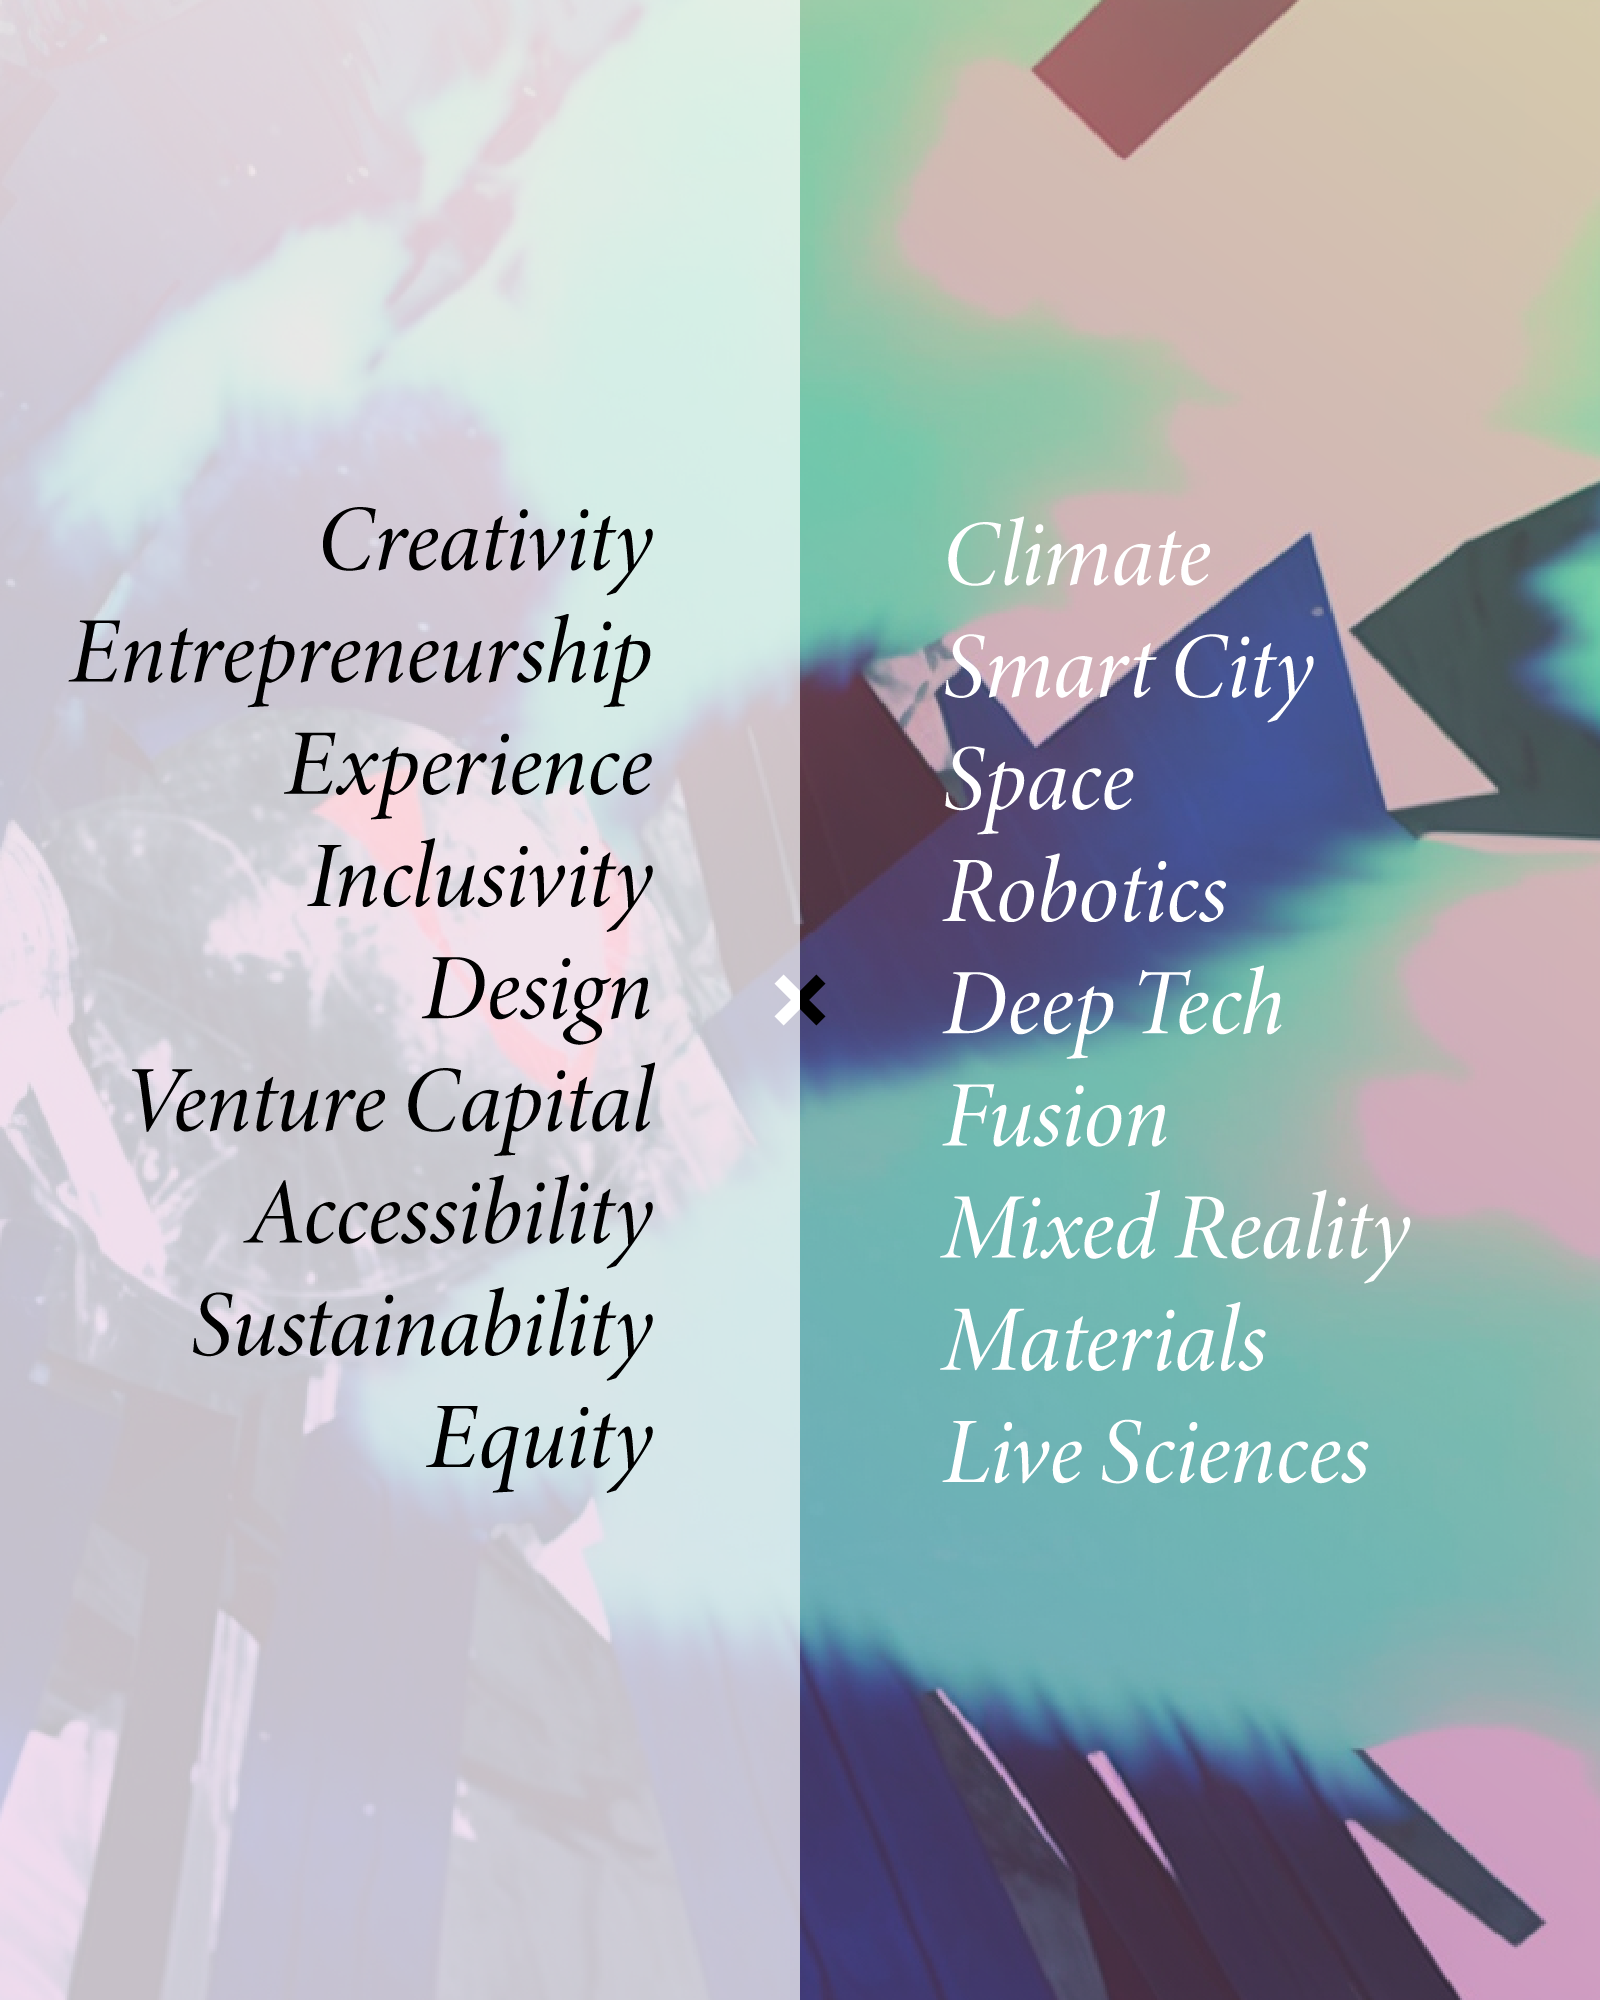 Creativity
Entrepreneurship
Experience
Inclusivity
Design
Venture Capital
Accessibility
Sustainability
Equity
×
Climate
Smart City
Space
Robotics
Deep Tech
Fusion
Mixed Reality
Materials
Live Sciences